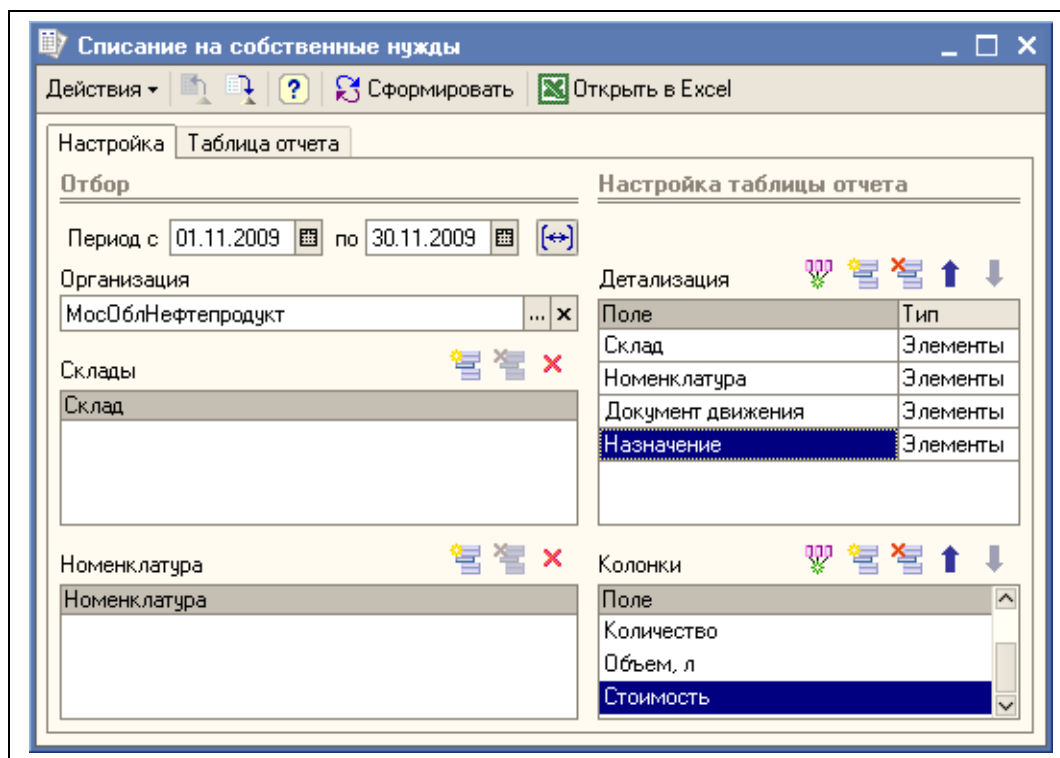 Списание на собственные нужды
Действия Сформировать Открыть в Excel
Настройка Таблица отчета
Отбор
Период с 01.11.2009 по 30.11.2009
Организация
МосОблНефтепродукт ... x
Склады
Склад
Номенклатура
Номенклатура
Настройка таблицы отчета
Детализация
Поле Тип
Склад Элементы
Номенклатура Элементы
Документ движения Элементы
Назначение Элементы
Колонки
Поле
Количество
Объем, л
Стоимость